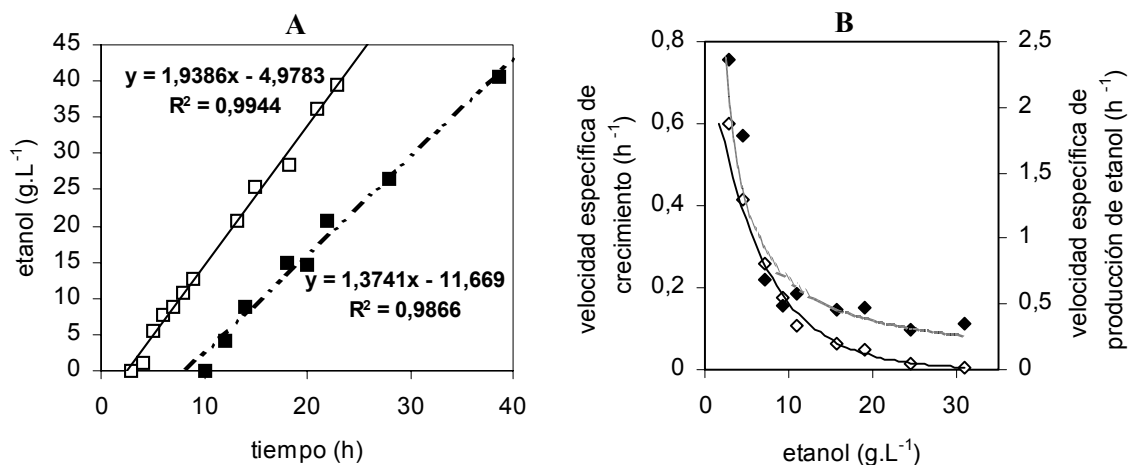 A
45
40
35
30
25
20
15
10
5
0
etanol (g.L⁻¹)
y = 1,9386x - 4,9783
R² = 0,9944
y = 1,3741x - 11,669
R² = 0,9866
0 10 20 30 40
tiempo (h)
B
0,8
0,6
0,4
0,2
0
velocidad específica de
crecimiento (h⁻¹)
2,5
2
1,5
1
0,5
0
velocidad específica de
producción de etanol (h⁻¹)
0 10 20 30
etanol (g.L⁻¹)